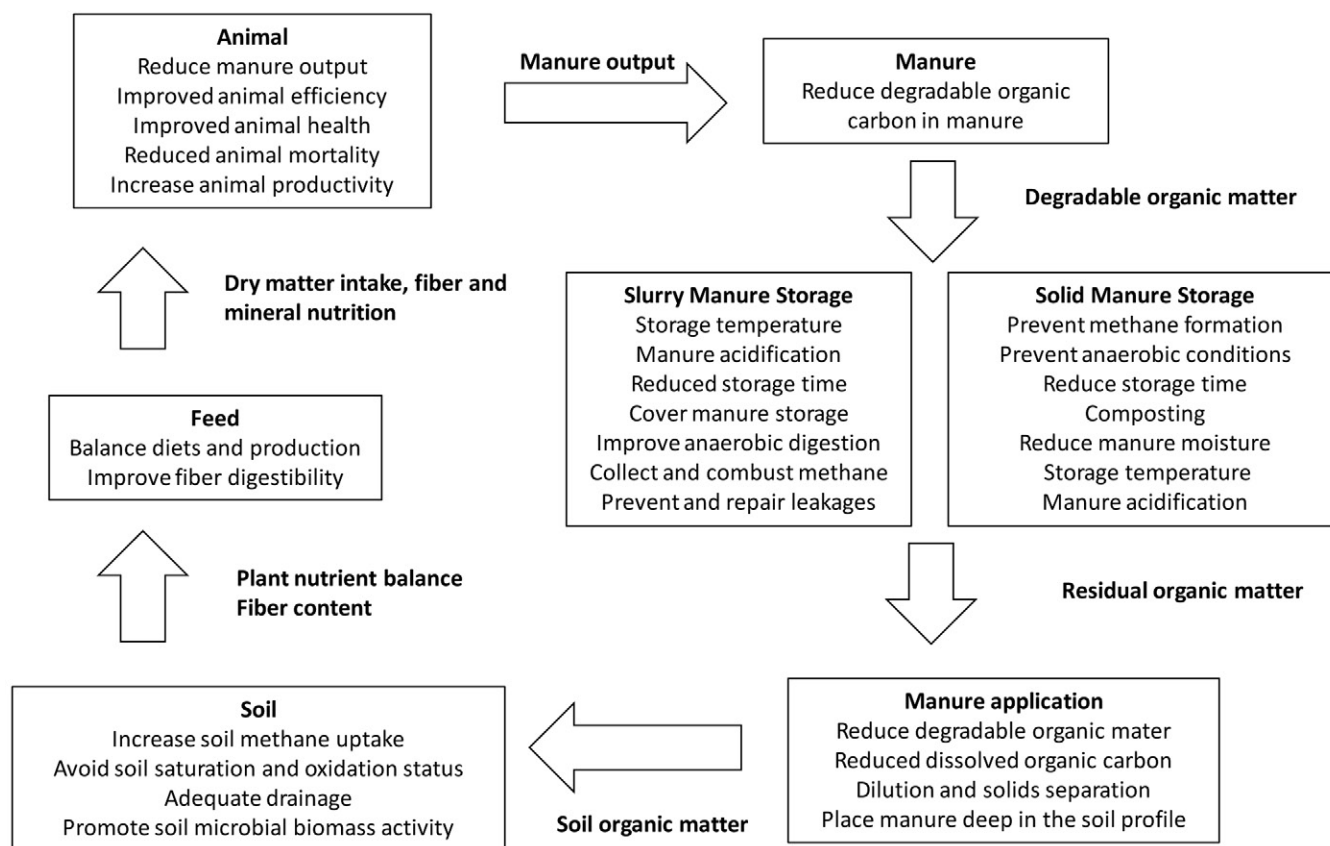 Animal
Reduce manure output
Improved animal efficiency
Improved animal health
Reduced animal mortality
Increase animal productivity
Manure output
Manure
Reduce degradable organic
carbon in manure
Degradable organic matter
Slurry Manure Storage
Storage temperature
Manure acidification
Reduced storage time
Cover manure storage
Improve anaerobic digestion
Collect and combust methane
Prevent and repair leakages
Solid Manure Storage
Prevent methane formation
Prevent anaerobic conditions
Reduce storage time
Composting
Reduce manure moisture
Storage temperature
Manure acidification
Residual organic matter
Manure application
Reduce degradable organic mater
Reduced dissolved organic carbon
Dilution and solids separation
Place manure deep in the soil profile
Soil organic matter
Soil
Increase soil methane uptake
Avoid soil saturation and oxidation status
Adequate drainage
Promote soil microbial biomass activity
Plant nutrient balance
Fiber content
Feed
Balance diets and production
Improve fiber digestibility
Dry matter intake, fiber and
mineral nutrition